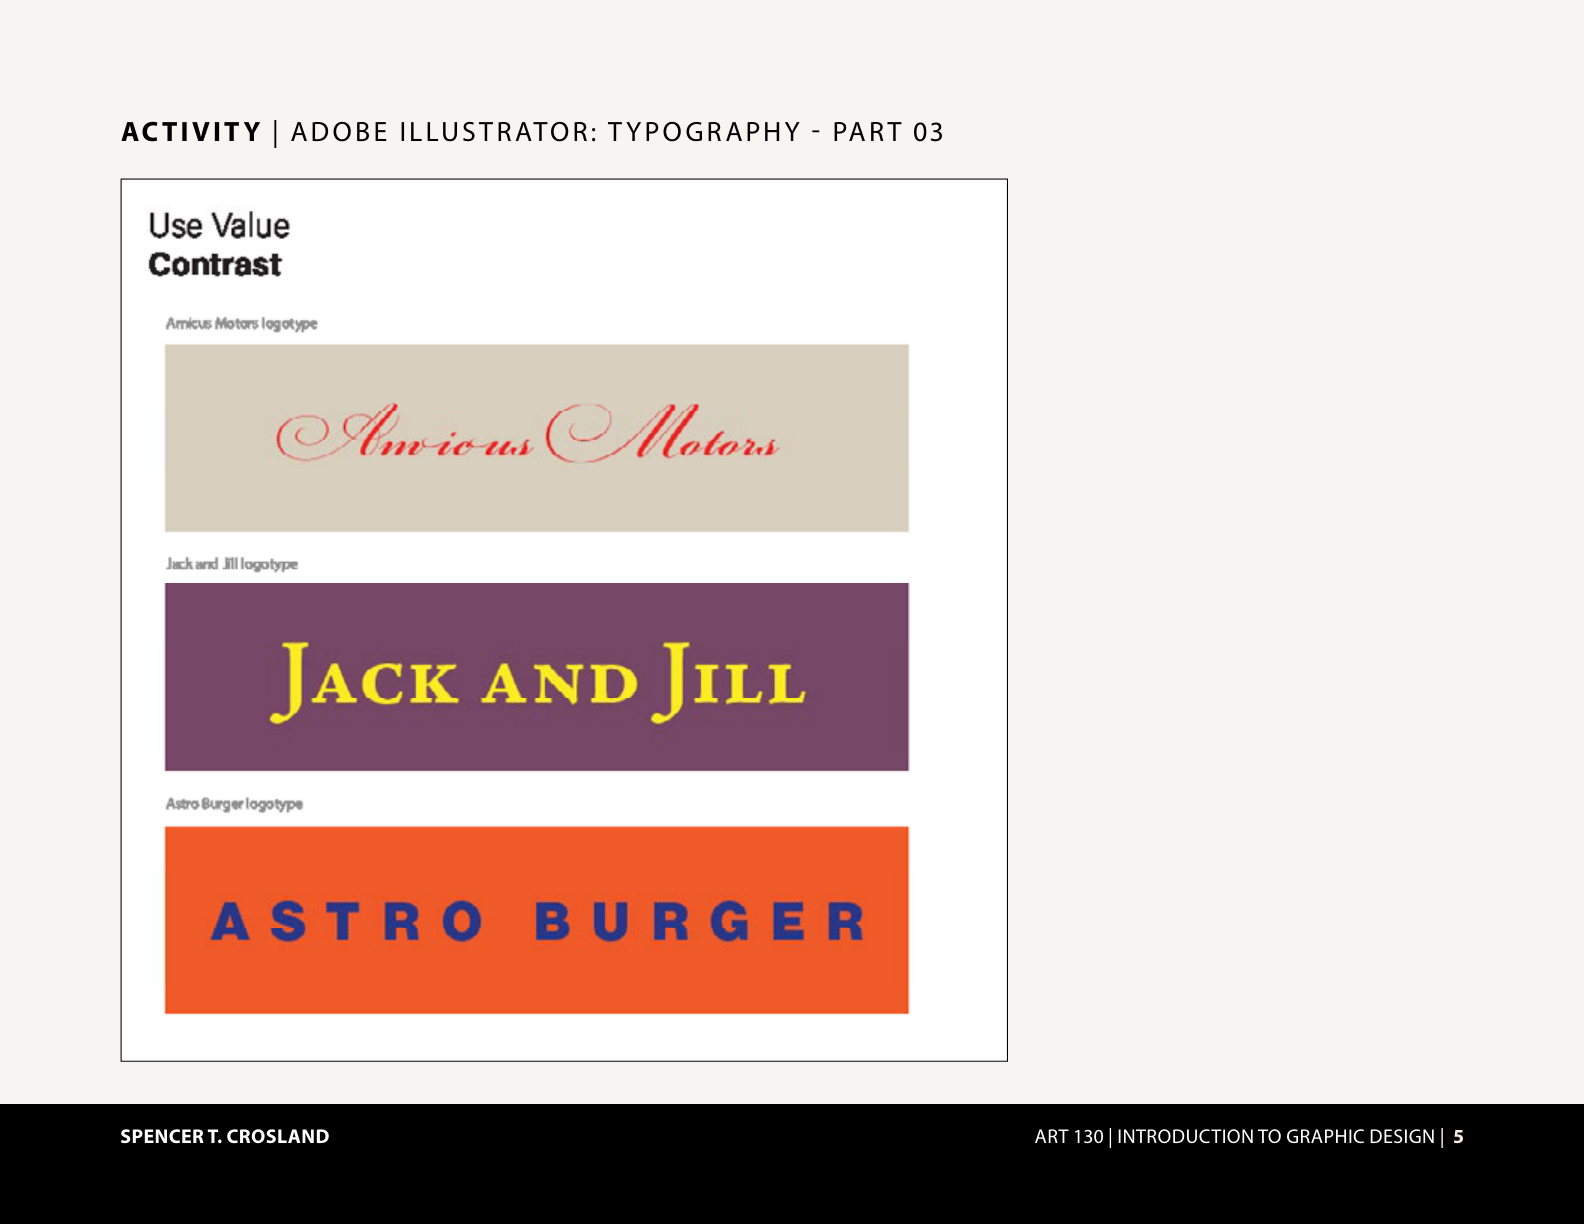 ACTIVITY | ADOBE ILLUSTRATOR: TYPOGRAPHY - PART 03
Use Value
Contrast
Amicus Motors logotype
Amicus Motors
Jack and Jill logotype
JACK AND JILL
Astro Burger logotype
ASTRO BURGER
SPENCER T. CROSLAND
ART 130 | INTRODUCTION TO GRAPHIC DESIGN | 5